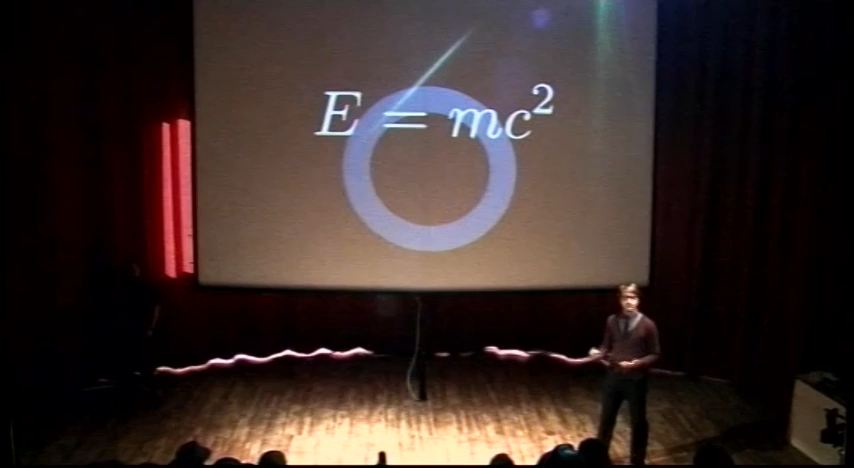 E = mc²